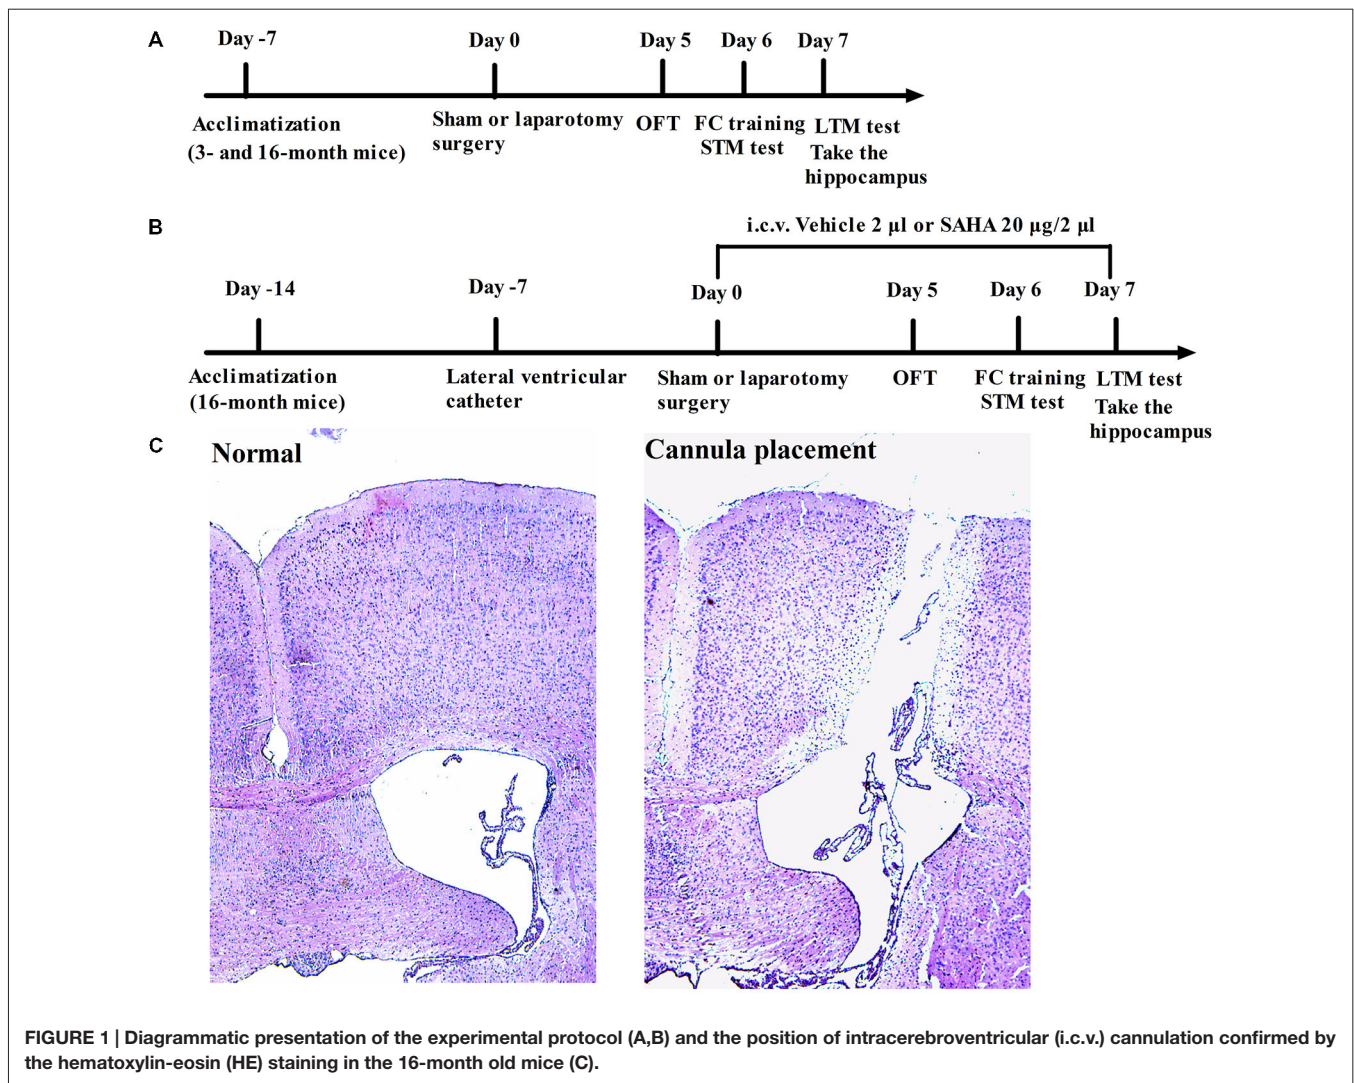 A
Day -7
Day 0
Day 5
Day 6
Day 7
Acclimatization
(3- and 16-month mice)
Sham or laparotomy
surgery
OFT
FC training
STM test
LTM test
Take the
hippocampus
B
i.c.v. Vehicle 2 µl or SAHA 20 µg/2 µl
Day -14
Day -7
Day 0
Day 5
Day 6
Day 7
Acclimatization
(16-month mice)
Lateral ventricular
catheter
Sham or laparotomy
surgery
OFT
FC training
STM test
LTM test
Take the
hippocampus
C
Normal
Cannula placement
FIGURE 1 | Diagrammatic presentation of the experimental protocol (A,B) and the position of intracerebroventricular (i.c.v.) cannulation confirmed by
the hematoxylin-eosin (HE) staining in the 16-month old mice (C).